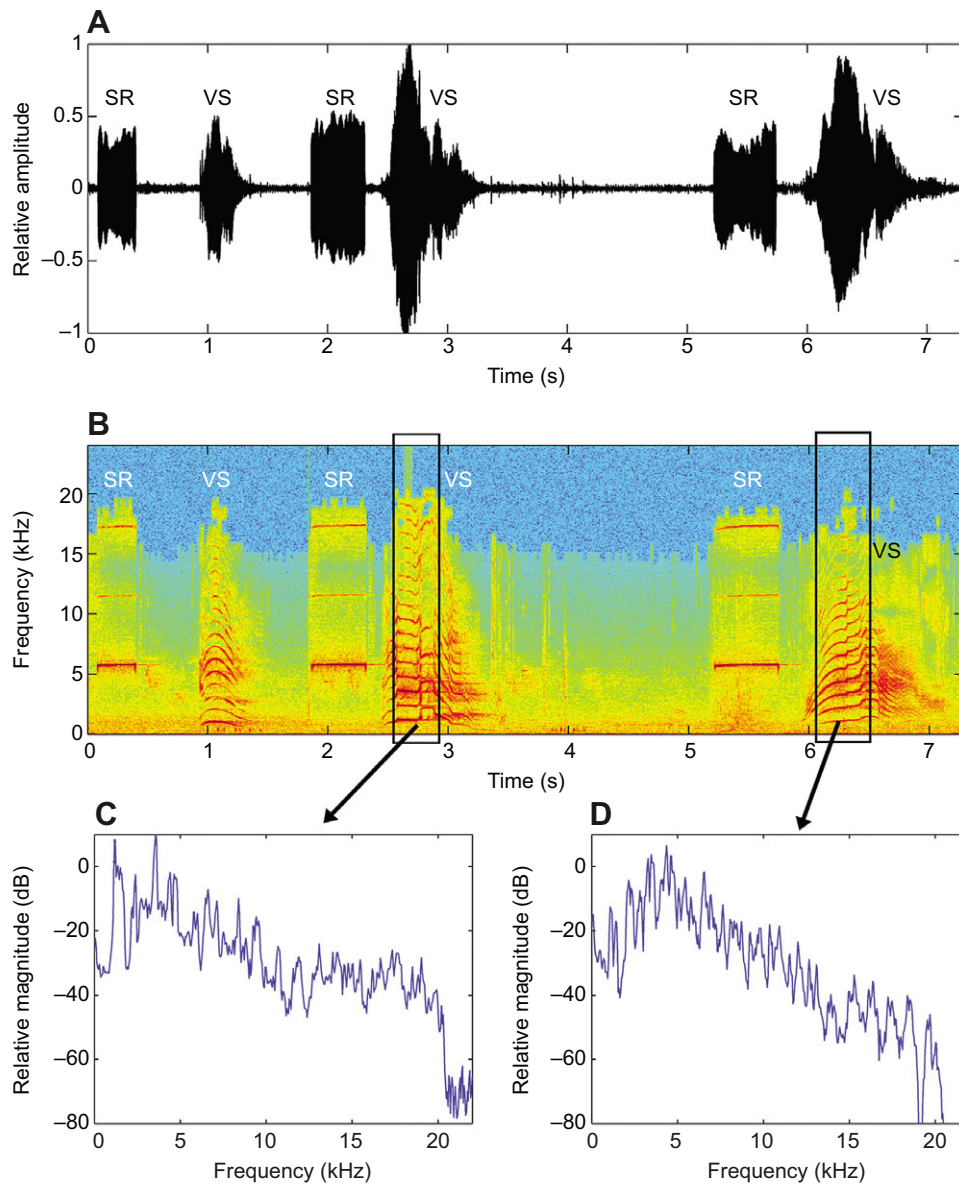 A
1
SR VS SR VS SR VS
0.5
0
–0.5
–1
Relative amplitude
0 1 2 3 4 5 6 7
Time (s)
B
SR VS SR VS SR
20
15
VS
10
5
0
Frequency (kHz)
0 1 2 3 4 5 6 7
Time (s)
C
0
–20
–40
–60
–80
Relative magnitude (dB)
0 5 10 15 20
Frequency (kHz)
D
0
–20
–40
–60
–80
Relative magnitude (dB)
0 5 10 15 20
Frequency (kHz)